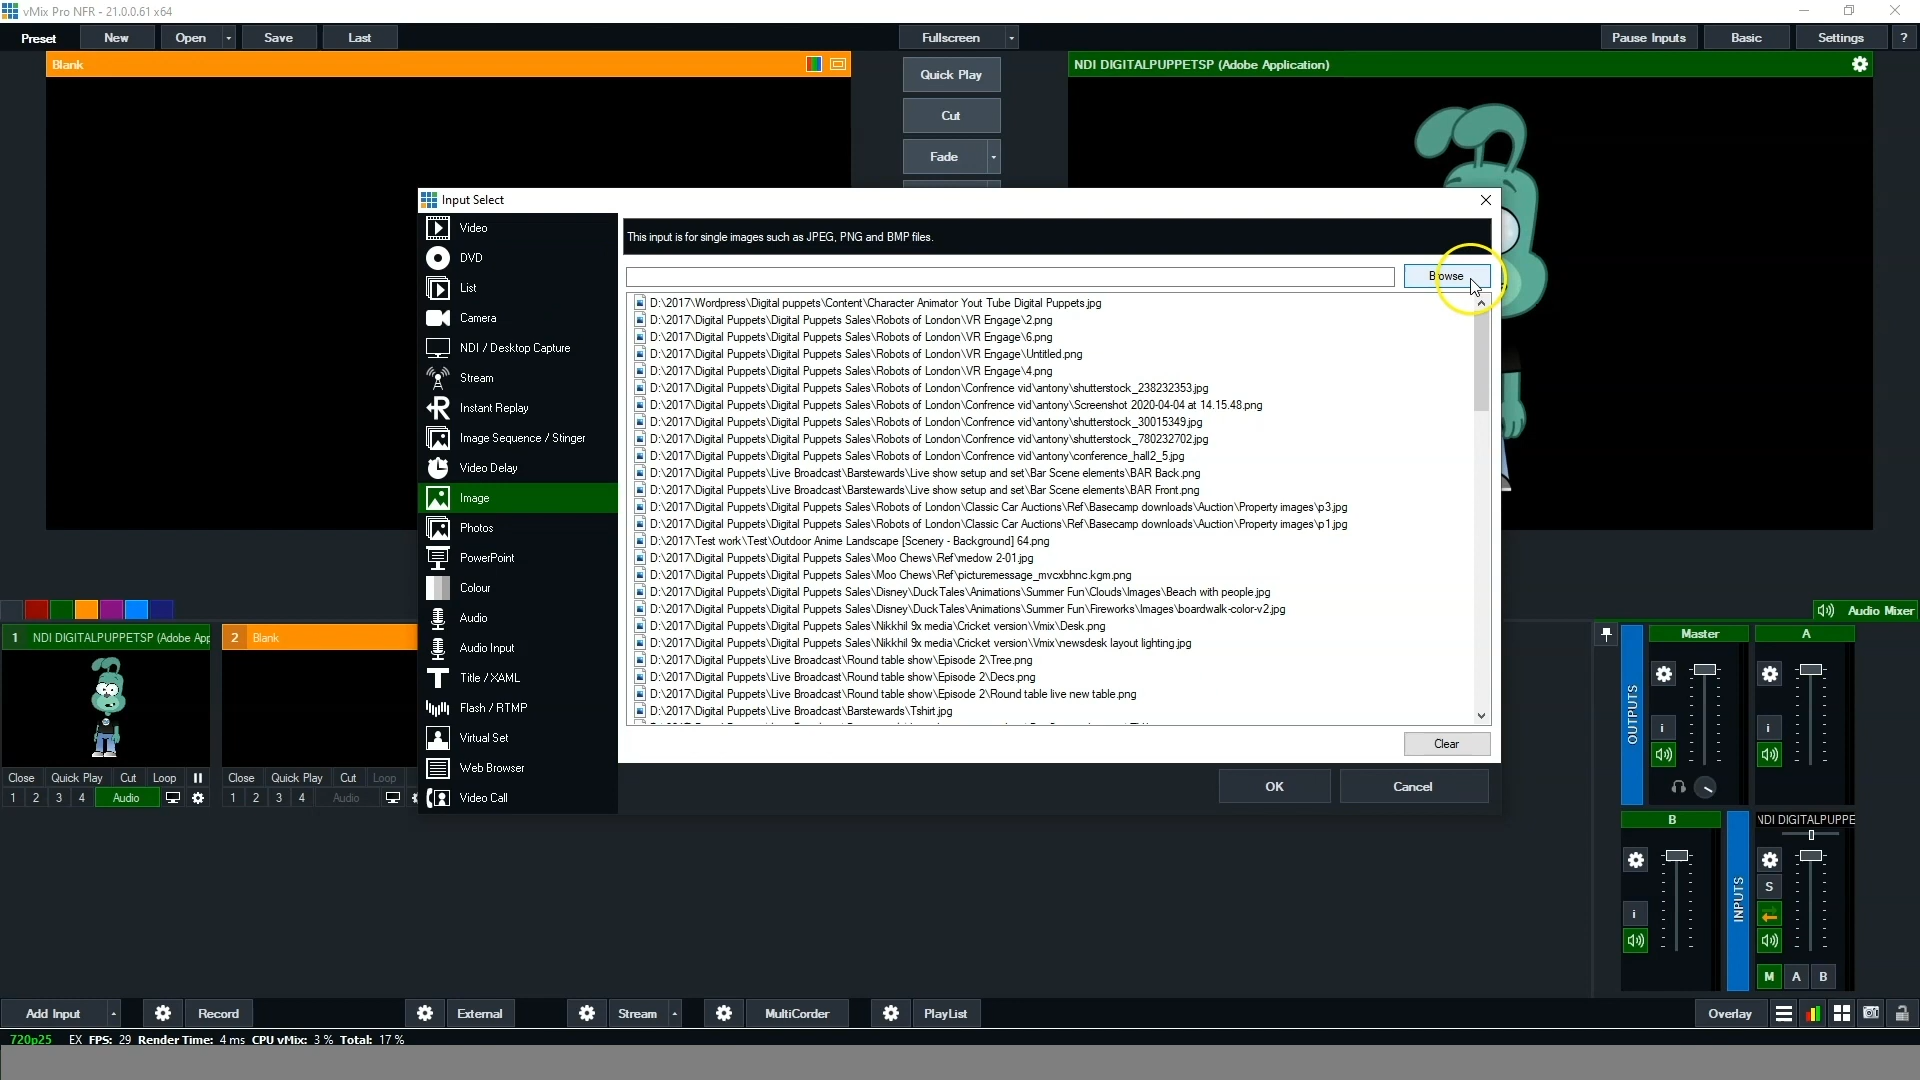 vMix Pro NFR - 21.0.0.61 x64
Preset New Open Save Last Fullscreen Pause Inputs Basic Settings ?
Blank
NDI DIGITALPUPPETSP (Adobe Application)
Quick Play
Cut
Fade
Input Select
Video
DVD
List
Camera
NDI / Desktop Capture
Stream
Instant Replay
Image Sequence / Stinger
Video Delay
Image
Photos
PowerPoint
Colour
Audio
Audio Input
Title / XAML
Flash / RTMP
Virtual Set
Web Browser
Video Call
This input is for single images such as JPEG, PNG and BMP files.
Browse
D:\2017\Wordpress\Digital puppets\Content\Character Animator Yout Tube Digital Puppets.jpg
D:\2017\Digital Puppets\Digital Puppets Sales\Robots of London\VR Engage\2.png
D:\2017\Digital Puppets\Digital Puppets Sales\Robots of London\VR Engage\6.png
D:\2017\Digital Puppets\Digital Puppets Sales\Robots of London\VR Engage\Untitled.png
D:\2017\Digital Puppets\Digital Puppets Sales\Robots of London\VR Engage\4.png
D:\2017\Digital Puppets\Digital Puppets Sales\Robots of London\Confrence vid\antony\shutterstock_238232353.jpg
D:\2017\Digital Puppets\Digital Puppets Sales\Robots of London\Confrence vid\antony\Screenshot 2020-04-04 at 14.15.48.png
D:\2017\Digital Puppets\Digital Puppets Sales\Robots of London\Confrence vid\antony\shutterstock_30015349.jpg
D:\2017\Digital Puppets\Digital Puppets Sales\Robots of London\Confrence vid\antony\shutterstock_780232702.jpg
D:\2017\Digital Puppets\Digital Puppets Sales\Robots of London\Confrence vid\antony\conference_hall2_5.jpg
D:\2017\Digital Puppets\Live Broadcast\Barstewards\Live show setup and set\Bar Scene elements\BAR Back.png
D:\2017\Digital Puppets\Live Broadcast\Barstewards\Live show setup and set\Bar Scene elements\BAR Front.png
D:\2017\Digital Puppets\Digital Puppets Sales\Robots of London\Classic Car Auctions\Ref\Basecamp downloads\Auction\Property images\p3.jpg
D:\2017\Digital Puppets\Digital Puppets Sales\Robots of London\Classic Car Auctions\Ref\Basecamp downloads\Auction\Property images\p1.jpg
D:\2017\Test work\Test\Outdoor Anime Landscape [Scenery - Background] 64.png
D:\2017\Digital Puppets\Digital Puppets Sales\Moo Chews\Ref\medow 2-01.jpg
D:\2017\Digital Puppets\Digital Puppets Sales\Moo Chews\Ref\picturemessage_mvcxbhnc.kgm.png
D:\2017\Digital Puppets\Digital Puppets Sales\Disney\DuckTales\Animations\Summer Fun\Clouds\Images\Beach with people.jpg
D:\2017\Digital Puppets\Digital Puppets Sales\Disney\DuckTales\Animations\Summer Fun\Fireworks\Images\boardwalk-color-v2.jpg
D:\2017\Digital Puppets\Digital Puppets Sales\Nikkhil 9x media\Cricket version\Vmix\Desk.png
D:\2017\Digital Puppets\Digital Puppets Sales\Nikkhil 9x media\Cricket version\Vmix\newsdesk layout lighting.jpg
D:\2017\Digital Puppets\Live Broadcast\Round table show\Episode 2\Tree.png
D:\2017\Digital Puppets\Live Broadcast\Round table show\Episode 2\Decs.png
D:\2017\Digital Puppets\Live Broadcast\Round table show\Episode 2\Round table live new table.png
D:\2017\Digital Puppets\Live Broadcast\Barstewards\Tshirt.jpg
Clear
OK Cancel
Audio Mixer
1 NDI DIGITALPUPPETSP (Adobe App
2 Blank
Close Quick Play Cut Loop
1 2 3 4 Audio
Close Quick Play Cut Loop
1 2 3 4 Audio
OUTPUTS
Master
i
A
i
B
i
INPUTS
NDI DIGITALPUPPE
S
M A B
Add Input Record External Stream MultiCorder PlayList Overlay
720p25 EX FPS: 29 Render Time: 4 ms CPU vMix: 3 % Total: 17 %